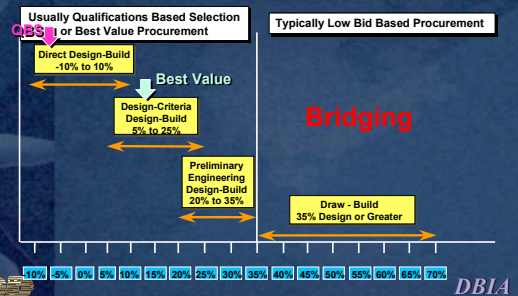 Usually Qualifications Based Selection
or Best Value Procurement
QBS
Typically Low Bid Based Procurement
Direct Design-Build
-10% to 10%
Best Value
Design-Criteria
Design-Build
5% to 25%
Bridging
Preliminary
Engineering
Design-Build
20% to 35%
Draw - Build
35% Design or Greater
-10% -5% 0% 5% 10% 15% 20% 25% 30% 35% 40% 45% 50% 55% 60% 65% 70%
DBIA